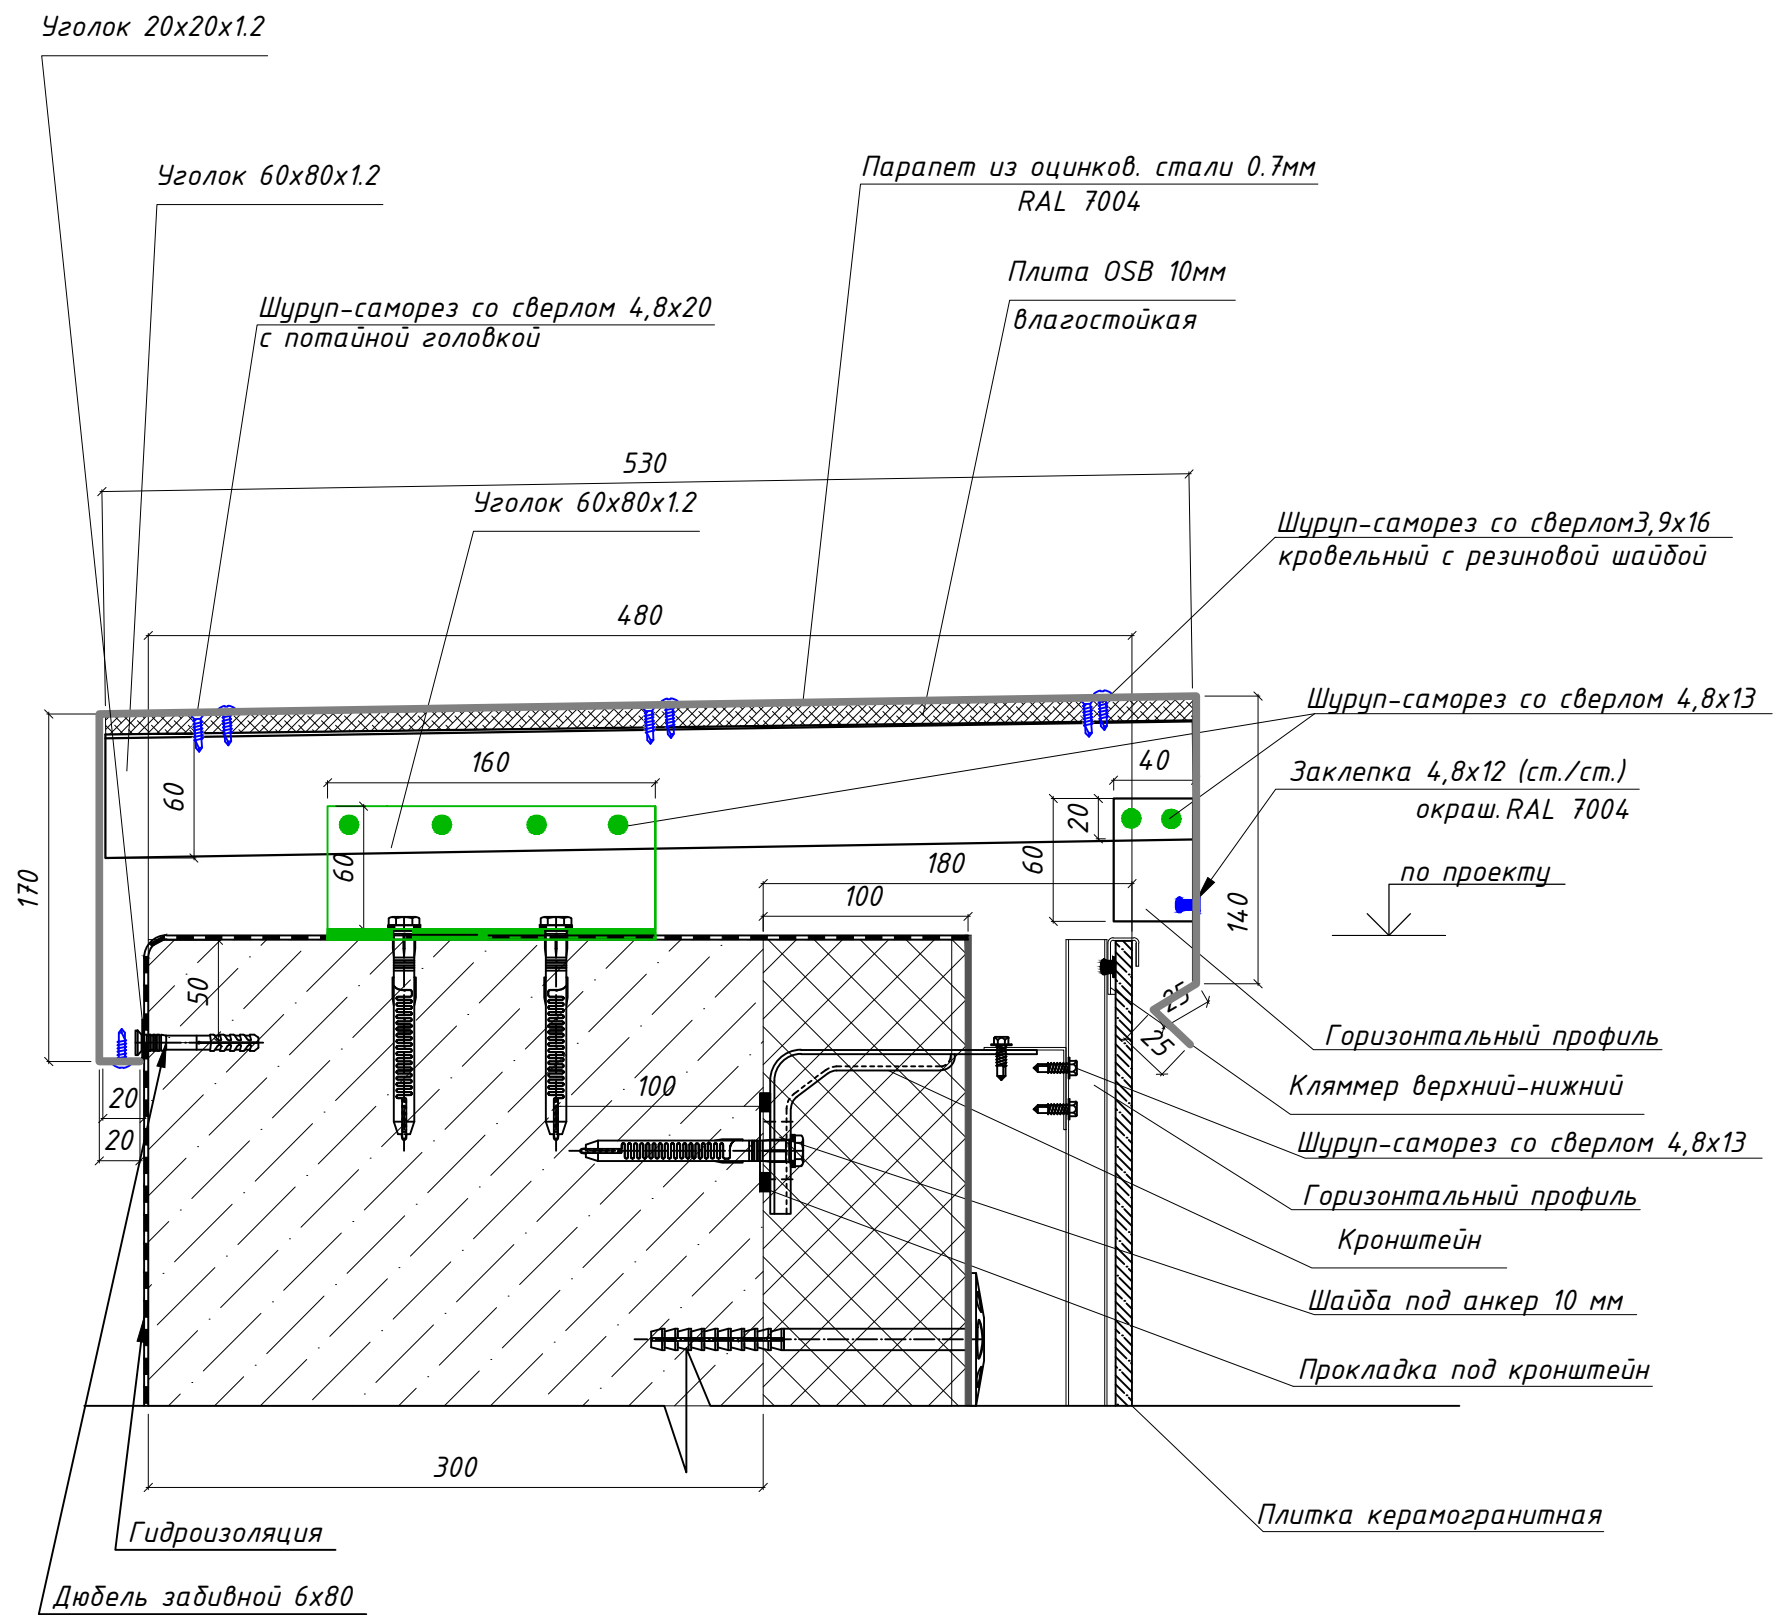 Уголок 20х20х1.2
Уголок 60х80х1.2
Парапет из оцинков. стали 0.7мм
RAL 7004
Плита OSB 10мм
влагостойкая
Шуруп-саморез со сверлом 4,8х20
с потайной головкой
530
Уголок 60х80х1.2
Шуруп-саморез со сверлом3,9х16
кровельный с резиновой шайбой
480
Шуруп-саморез со сверлом 4,8х13
160
40
Заклепка 4,8х12 (ст./ст.)
окраш. RAL 7004
60
20
60
60
180
по проекту
170
100
140
50
25
25
Горизонтальный профиль
Кляммер верхний-нижний
20
100
20
Шуруп-саморез со сверлом 4,8х13
Горизонтальный профиль
Кронштейн
Шайба под анкер 10 мм
Прокладка под кронштейн
300
Плитка керамогранитная
Гидроизоляция
Дюбель забивной 6х80